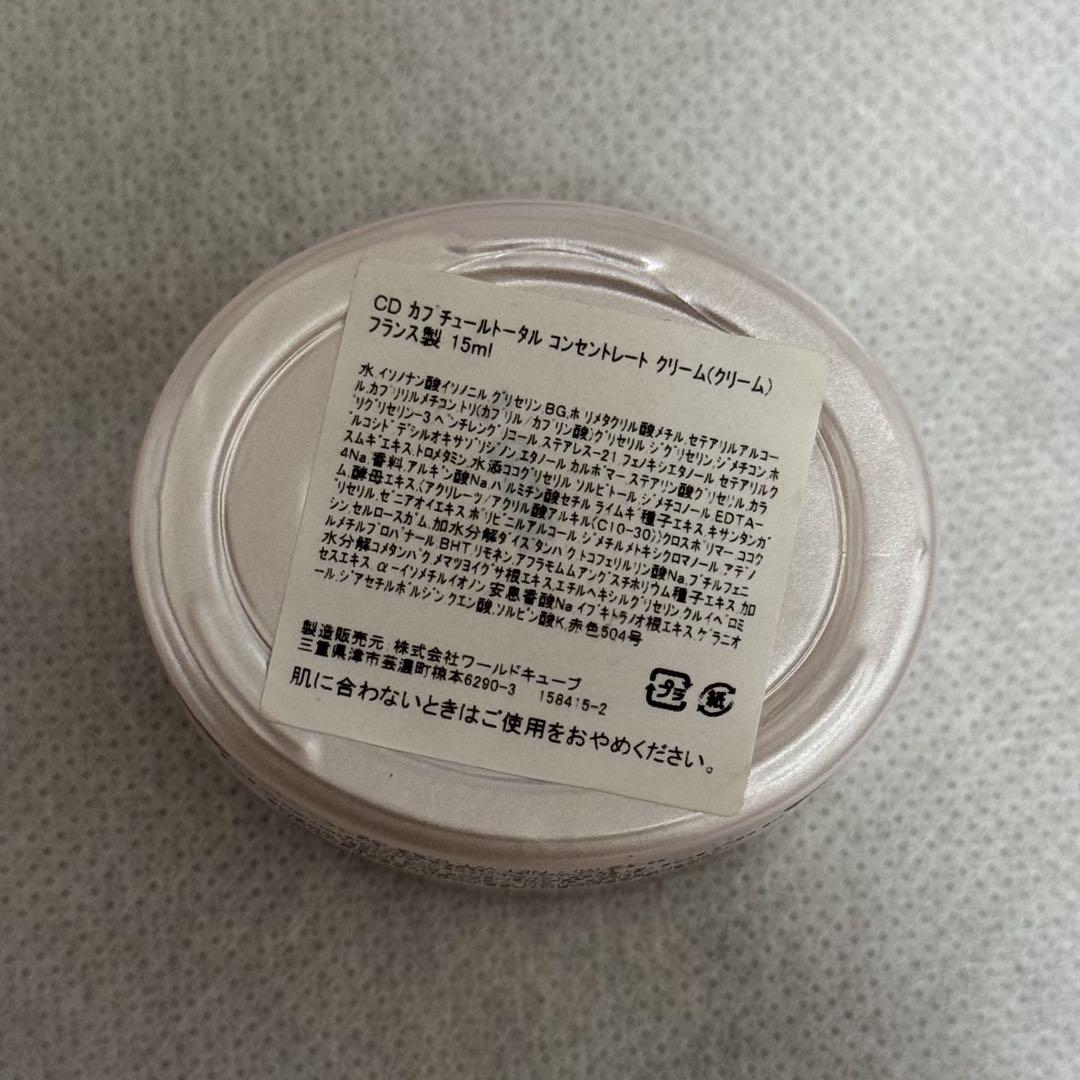 CD カプチュールトータル コンセントレート クリーム(クリーム)
フランス製 15ml
水,イソノナン酸イソノニル,グリセリン,BG,ポリメタクリル酸メチル,セテアリルアルコー
ル,カプリリルメチコン,トリ(カプリル/カプリン酸)グリセリル,ジグリセリン,ジメチコン,ポ
リグリセリン-3,ペンチレングリコール,ステアレス-21,フェノキシエタノール,セテアリルグ
ルコシド,デシルオキサゾリジノン,エタノール,カルボマー,ステアリン酸グリセリル,カラ
スムギエキス,トロメタミン,水添ココグリセリル,ソルビトール,ジメチコノール,EDTA-
4Na,香料,アルギン酸Na,パルミチン酸セチル,ライムギ種子エキス,キサンタンガ
ム,酵母エキス,(アクリレーツ/アクリル酸アルキル(C10-30))クロスポリマー,ココグ
リセリル,ゼニアオイエキス,ポリビニルアルコール,ジメチルメトキシクロマノール,アデノ
シン,セルロースガム,加水分解ダイズタンパク,トコフェリルリン酸Na,ブチルフェニ
ルメチルプロパナール,BHT,リモネン,アフラモムムアングスチホリウム種子エキス,加
水分解コメタンパク,メマツヨイグサ根エキス,エチルヘキシルグリセリン,クルイベロミ
セスエキス,α-イソメチルイオノン,安息香酸Na,イブキトラノオ根エキス,ゲラニオ
ール,ジアセチルボルジン,クエン酸,ソルビン酸K,赤色504号
製造販売元:株式会社ワールドキューブ
三重県津市芸濃町椋本6290-3 158415-2
プラ 紙
肌に合わないときはご使用をおやめください。